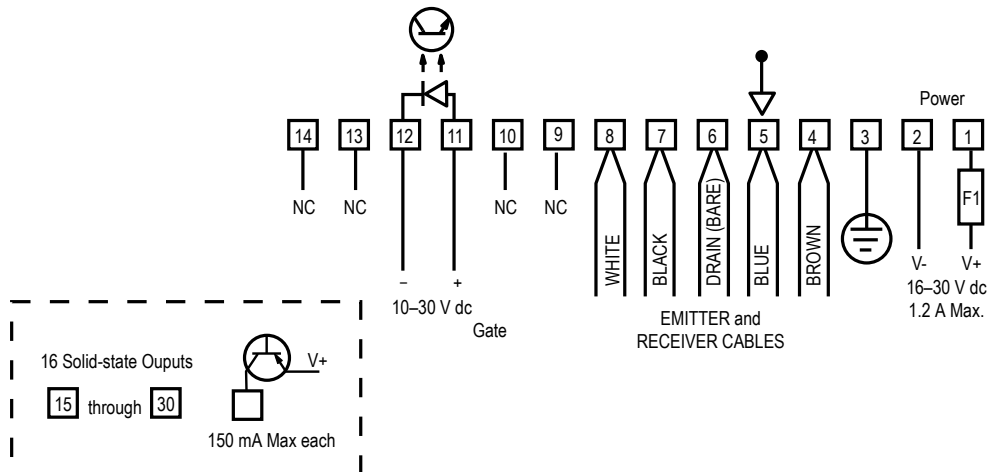 Power
14 13 12 11 10 9 8 7 6 5 4 3 2 1
F1
NC NC NC NC
WHITE
BLACK
DRAIN (BARE)
BLUE
BROWN
− +
10–30 V dc
Gate
EMITTER and
RECEIVER CABLES
V- V+
16–30 V dc
1.2 A Max.
16 Solid-state Ouputs
V+
15 through 30
150 mA Max each